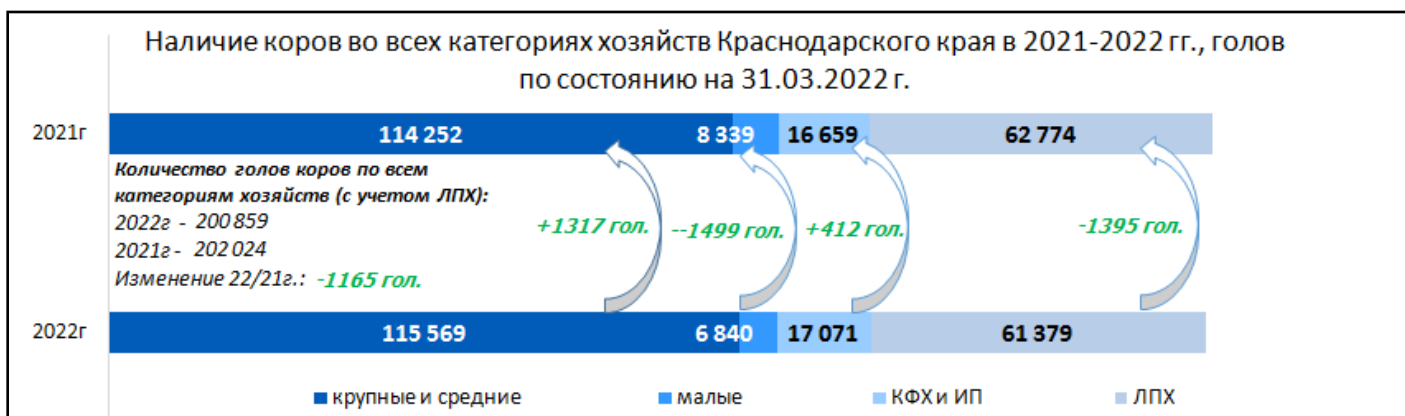 Наличие коров во всех категориях хозяйств Краснодарского края в 2021-2022 гг., голов
по состоянию на 31.03.2022 г.
2021г
114 252
8 339
16 659
62 774
Количество голов коров по всем
категориям хозяйств (с учетом ЛПХ):
2022г - 200 859
2021г - 202 024
Изменение 22/21г.: -1165 гол.
+1317 гол.
--1499 гол.
+412 гол.
-1395 гол.
2022г
115 569
6 840
17 071
61 379
крупные и средние
малые
КФХ и ИП
ЛПХ